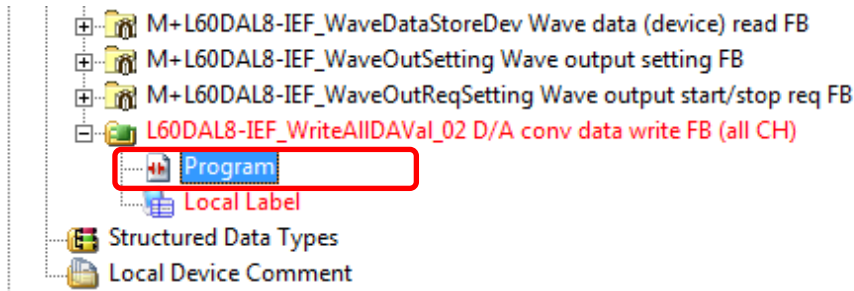 M+L60DAL8-IEF_WaveDataStoreDev Wave data (device) read FB
M+L60DAL8-IEF_WaveOutSetting Wave output setting FB
M+L60DAL8-IEF_WaveOutReqSetting Wave output start/stop req FB
L60DAL8-IEF_WriteAllDAVal_02 D/A conv data write FB (all CH)
Program
Local Label
Structured Data Types
Local Device Comment